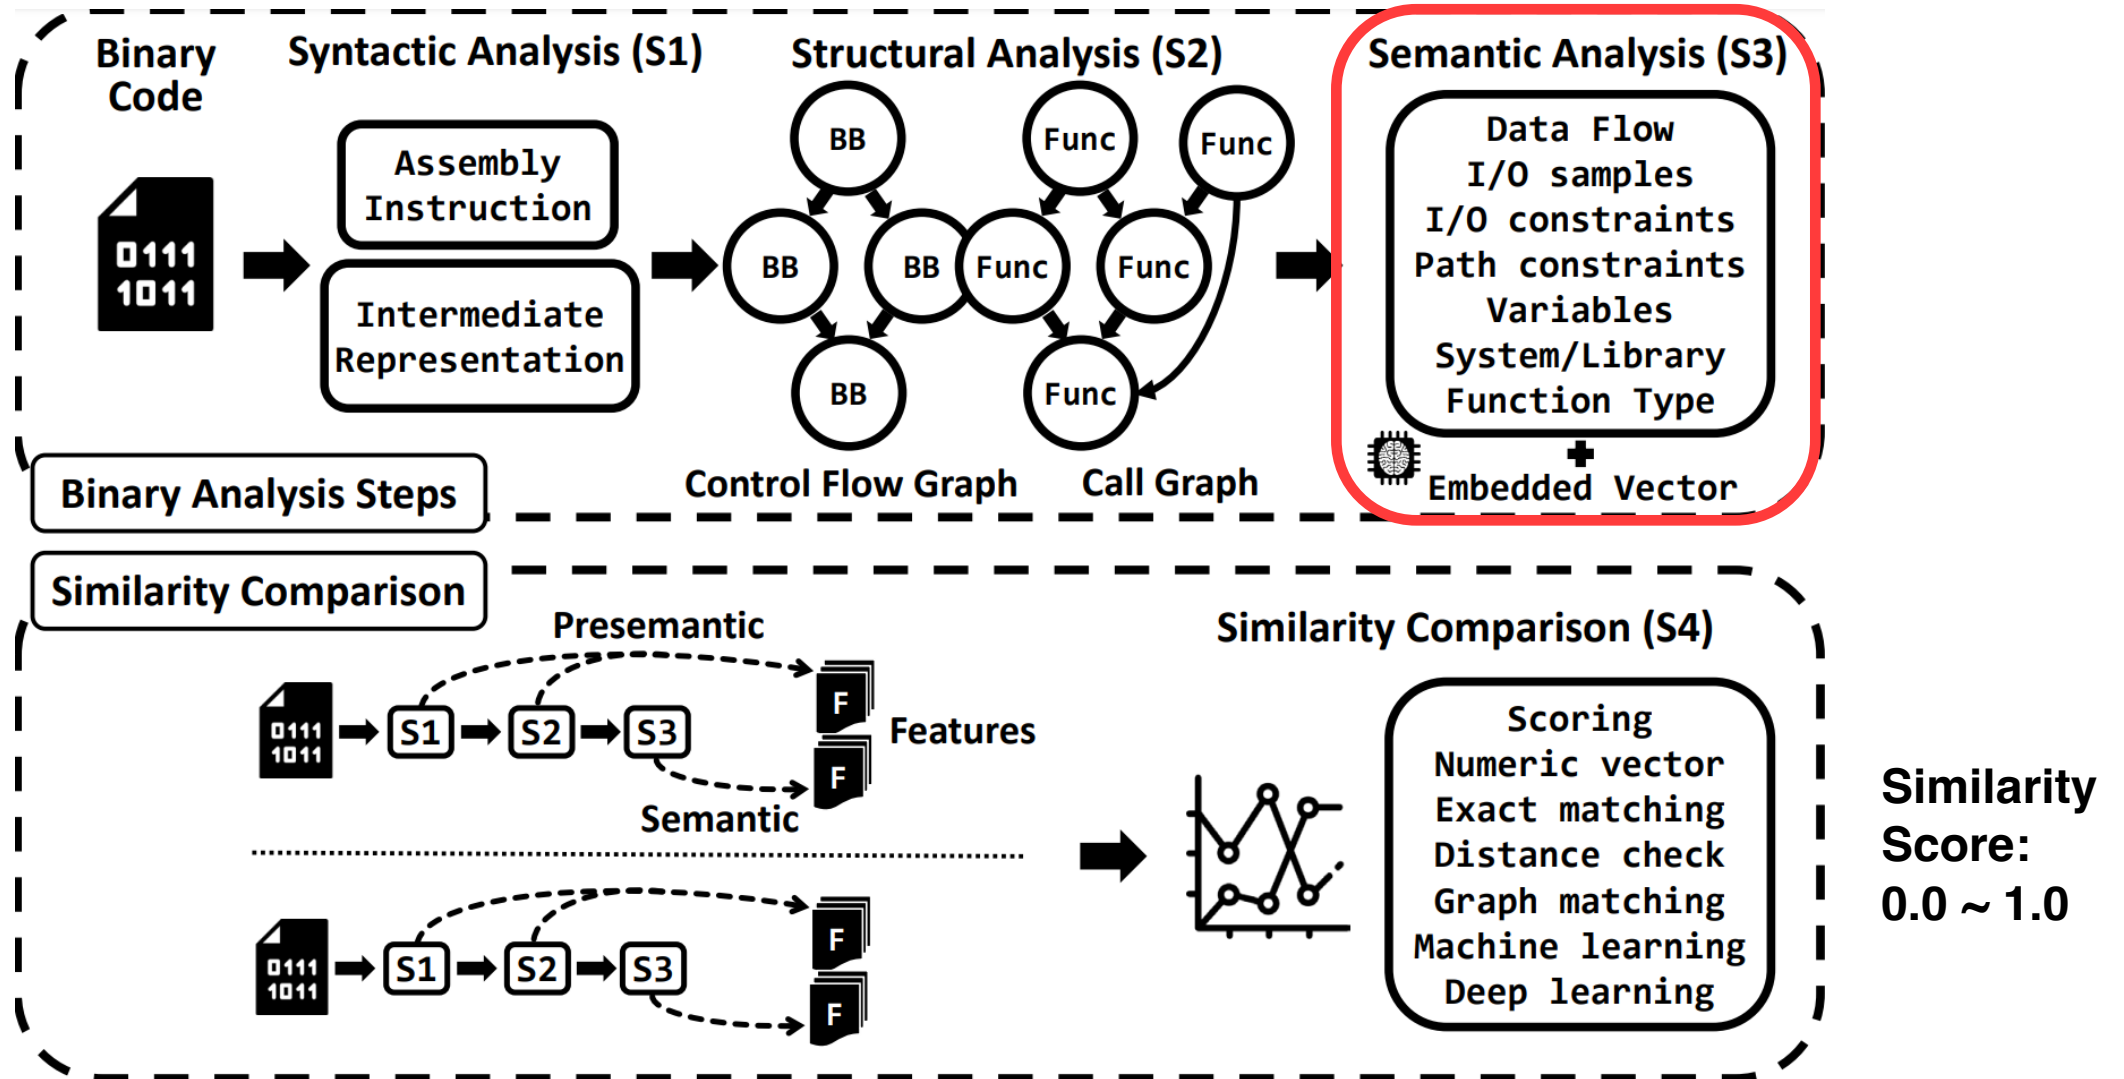 Binary
Code
Syntactic Analysis (S1)
Structural Analysis (S2)
Semantic Analysis (S3)
0111
1011
Assembly
Instruction
Intermediate
Representation
BB
BB
BB
BB
Func
Func
Func
Func
Func
Control Flow Graph
Call Graph
Data Flow
I/O samples
I/O constraints
Path constraints
Variables
System/Library
Function Type
Embedded Vector
Binary Analysis Steps
Similarity Comparison
Presemantic
0111
1011
S1
S2
S3
F
F
Features
Semantic
0111
1011
S1
S2
S3
F
F
Similarity Comparison (S4)
Scoring
Numeric vector
Exact matching
Distance check
Graph matching
Machine learning
Deep learning
Similarity
Score:
0.0 ~ 1.0